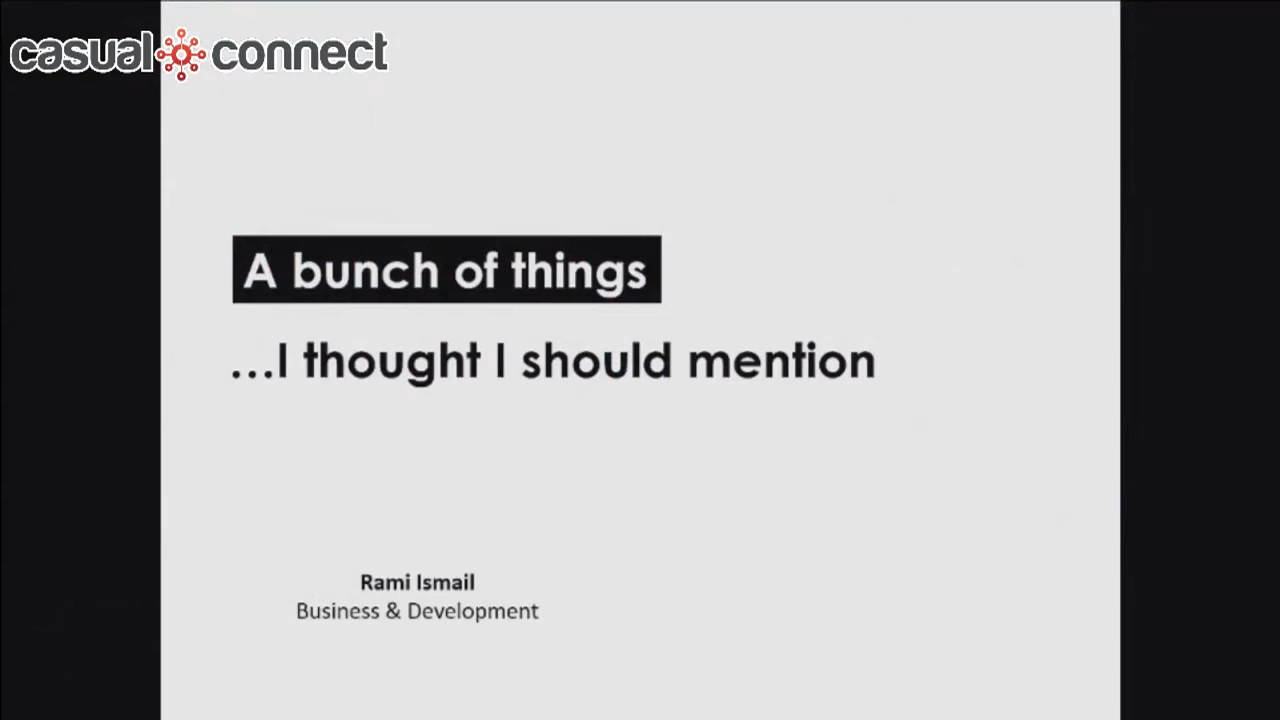 casual connect
A bunch of things
...I thought I should mention
Rami Ismail
Business & Development